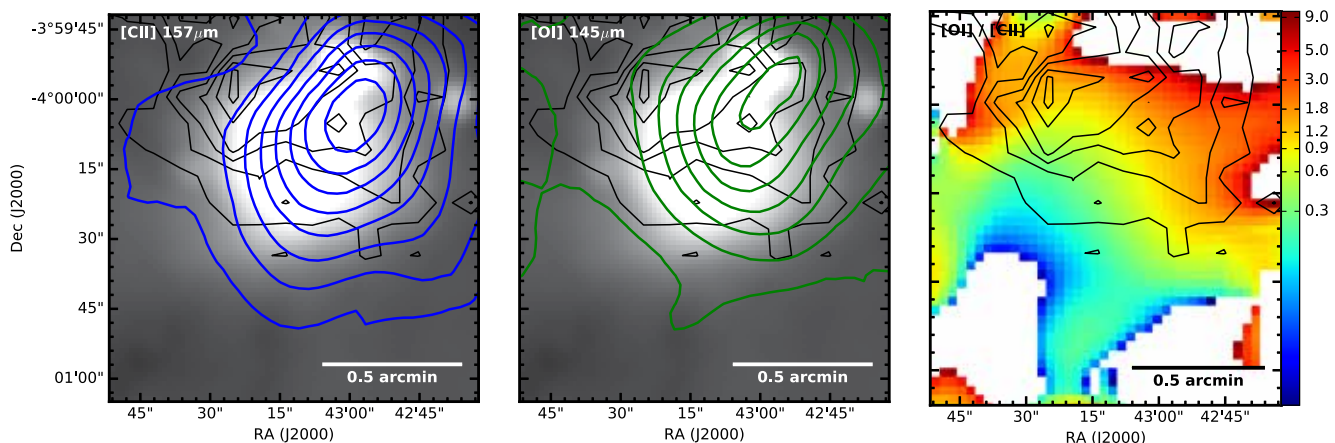 [CII] 157μm
[OI] 145μm
[OI] / [CII]
-3°59'45"
-4°00'00"
15"
30"
45"
01'00"
Dec (J2000)
0.5 arcmin
0.5 arcmin
0.5 arcmin
45" 30" 15" 43'00" 42'45"
45" 30" 15" 43'00" 42'45"
45" 30" 15" 43'00" 42'45"
RA (J2000)
RA (J2000)
RA (J2000)
9.0
5.0
3.0
1.8
1.2
0.9
0.6
0.3